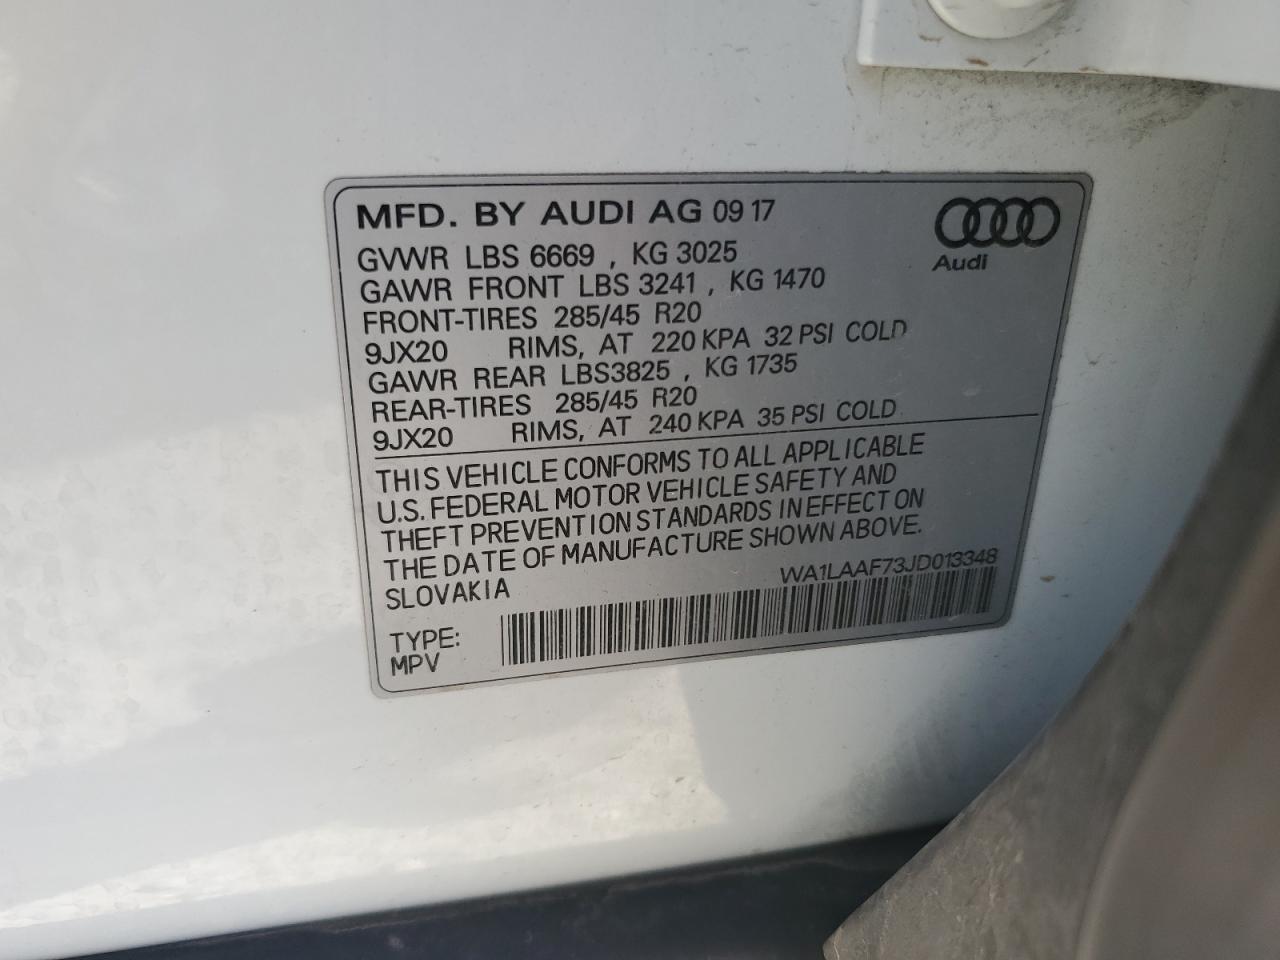 MFD. BY AUDI AG 09 17
Audi
GVWR LBS 6669 , KG 3025
GAWR FRONT LBS 3241 , KG 1470
FRONT-TIRES 285/45 R20
9JX20 RIMS, AT 220 KPA 32 PSI COLD
GAWR REAR LBS3825 , KG 1735
REAR-TIRES 285/45 R20
9JX20 RIMS, AT 240 KPA 35 PSI COLD
THIS VEHICLE CONFORMS TO ALL APPLICABLE
U.S. FEDERAL MOTOR VEHICLE SAFETY AND
THEFT PREVENTION STANDARDS IN EFFECT ON
THE DATE OF MANUFACTURE SHOWN ABOVE.
SLOVAKIA WA1LAAF73JD013348
TYPE:
MPV